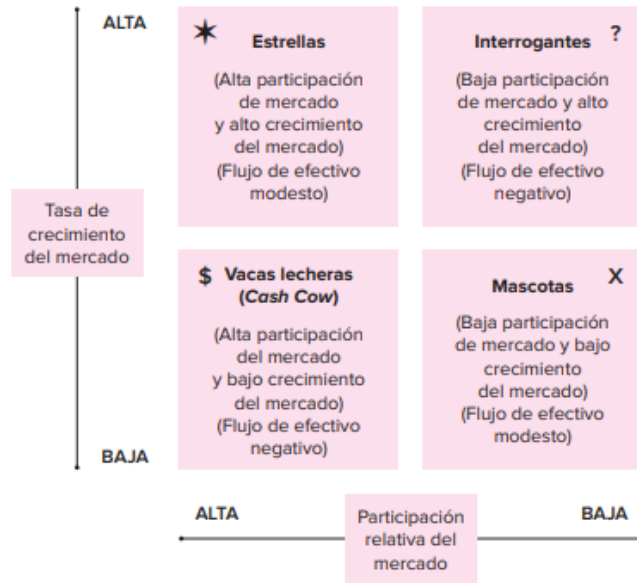 ALTA
Estrellas
(Alta participación
de mercado
y alto crecimiento
del mercado)
(Flujo de efectivo
modesto)
Interrogantes ?
(Baja participación
de mercado y alto
crecimiento
del mercado)
(Flujo de efectivo
negativo)
Tasa de
crecimiento
del mercado
$ Vacas lecheras
(Cash Cow)
(Alta participación
del mercado
y bajo crecimiento
del mercado)
(Flujo de efectivo
negativo)
Mascotas X
(Baja participación
de mercado y bajo
crecimiento
del mercado)
(Flujo de efectivo
modesto)
BAJA
ALTA
Participación
relativa del
mercado
BAJA